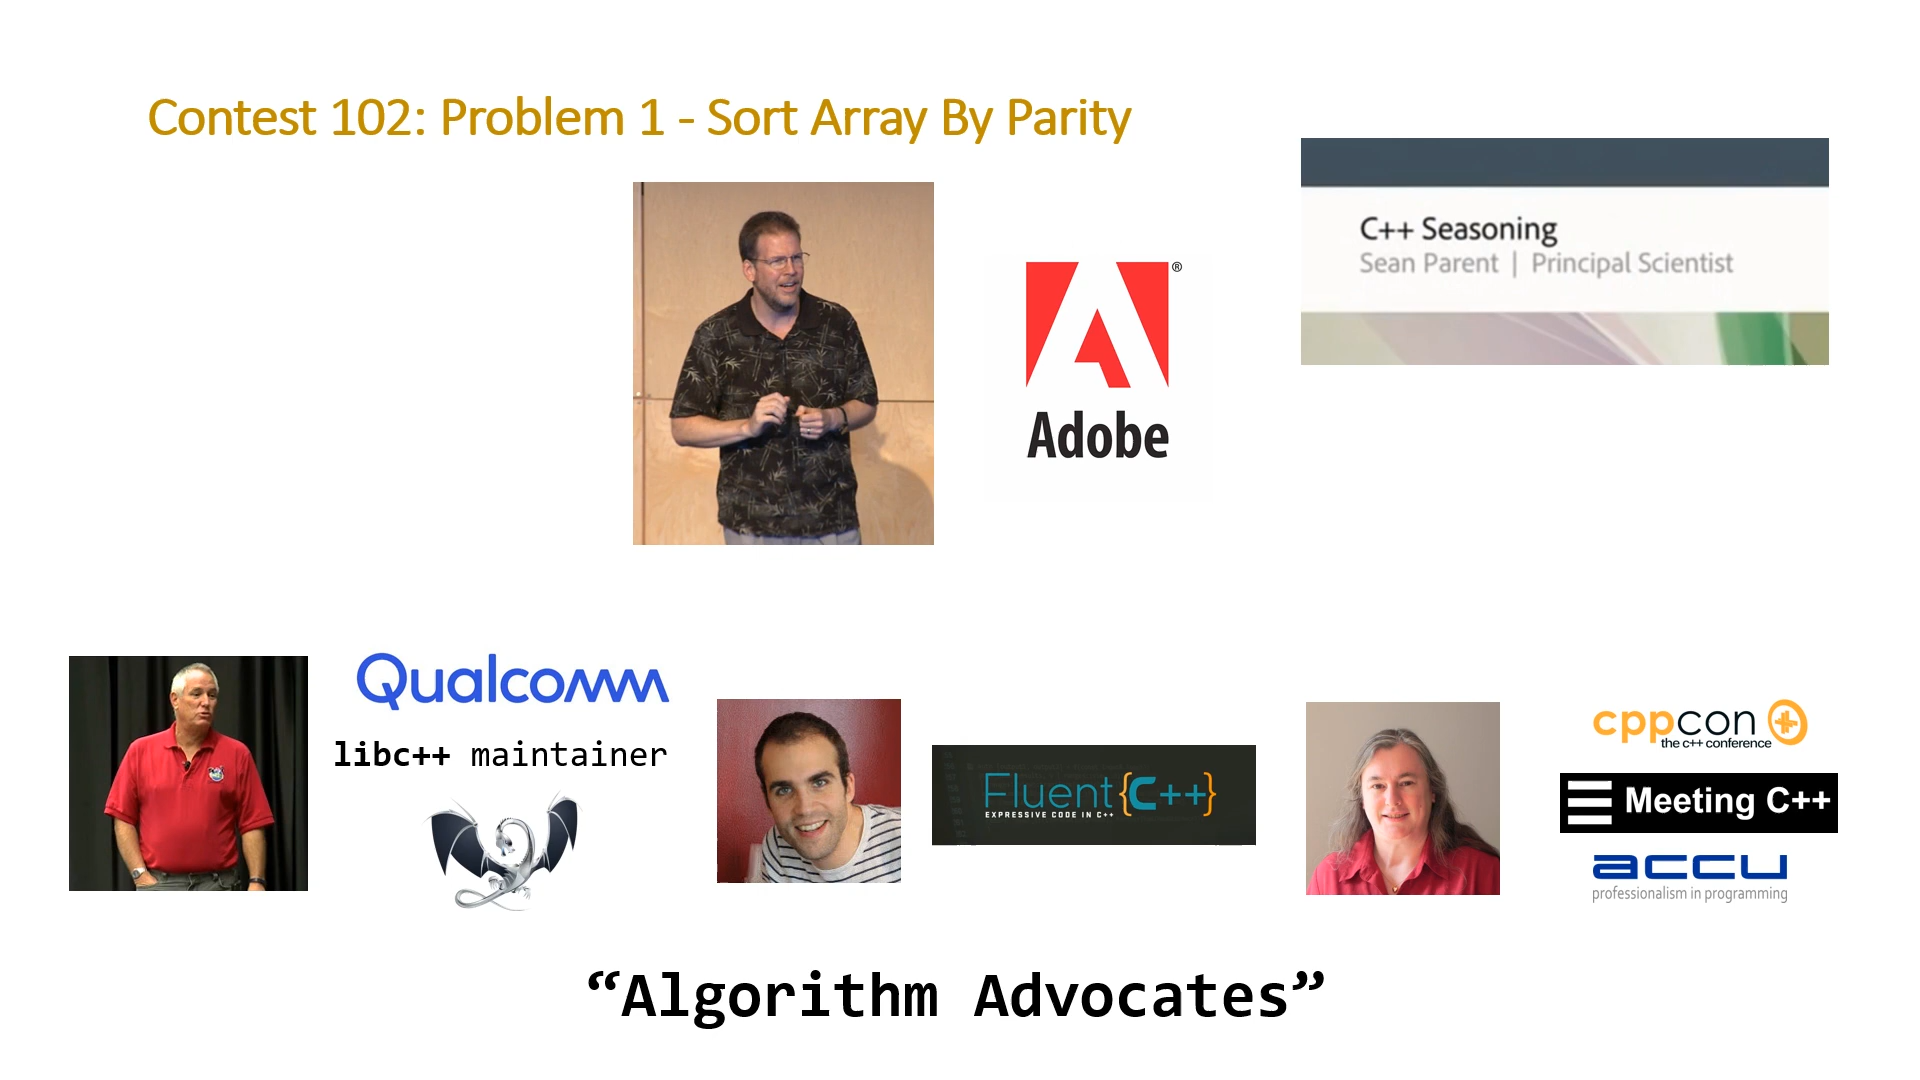 Contest 102: Problem 1 - Sort Array By Parity
C++ Seasoning
Sean Parent | Principal Scientist
®
Adobe
Qualcomm
libc++ maintainer
Fluent{C++}
EXPRESSIVE CODE IN C++
cppcon
the c++ conference
Meeting C++
accu
professionalism in programming
“Algorithm Advocates”